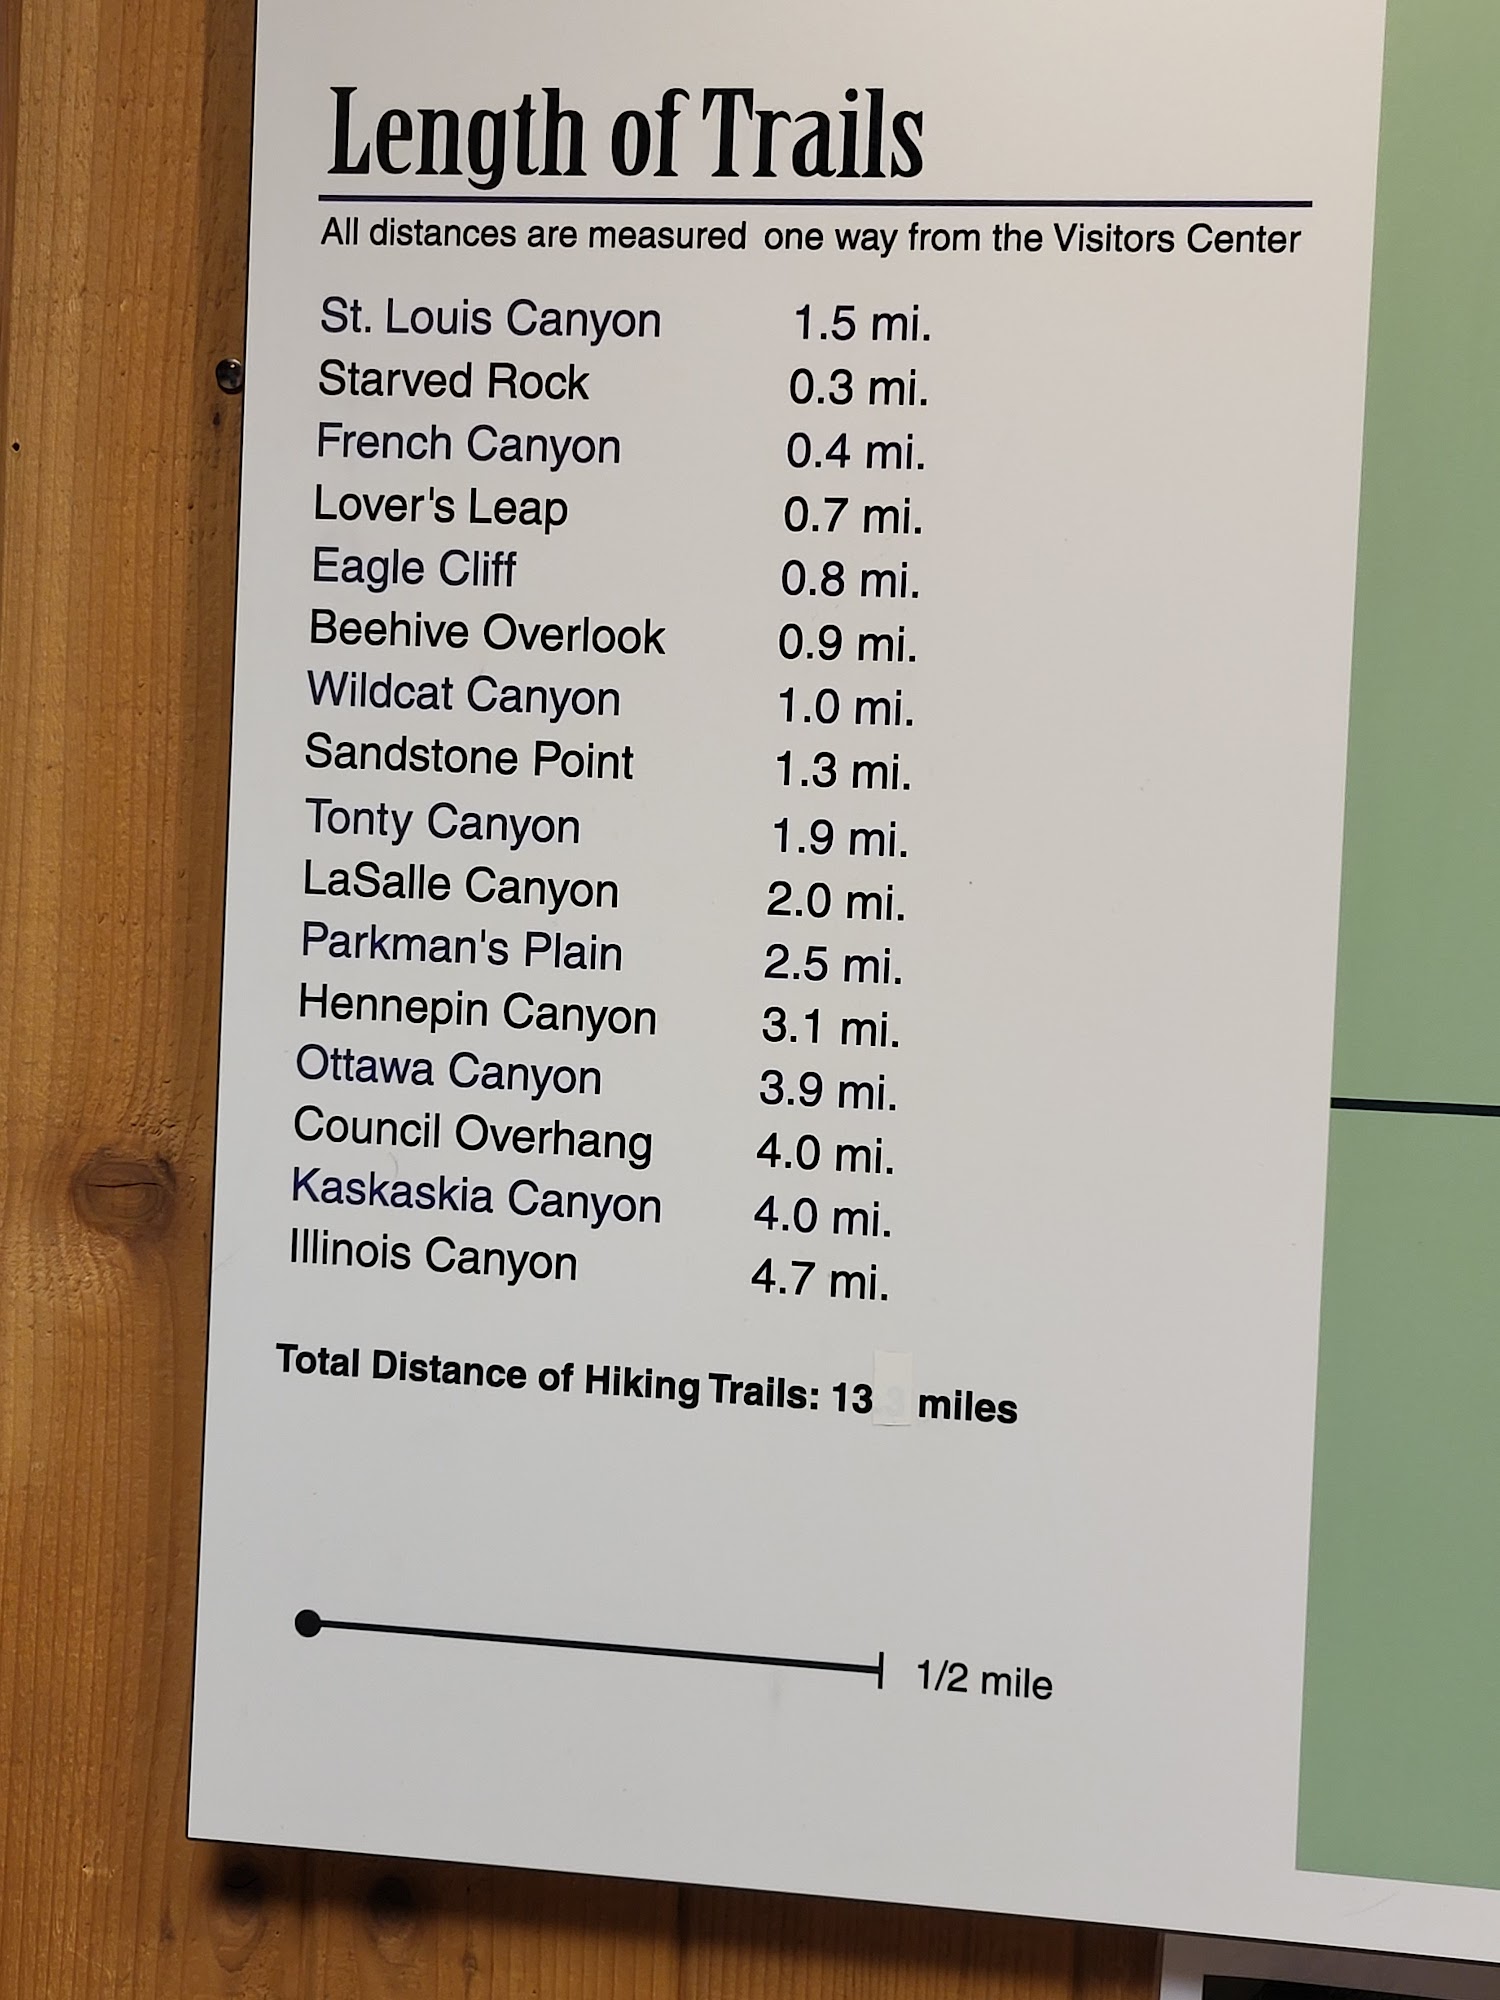 Length of Trails
All distances are measured one way from the Visitors Center
St. Louis Canyon 1.5 mi.
Starved Rock 0.3 mi.
French Canyon 0.4 mi.
Lover's Leap 0.7 mi.
Eagle Cliff 0.8 mi.
Beehive Overlook 0.9 mi.
Wildcat Canyon 1.0 mi.
Sandstone Point 1.3 mi.
Tonty Canyon 1.9 mi.
LaSalle Canyon 2.0 mi.
Parkman's Plain 2.5 mi.
Hennepin Canyon 3.1 mi.
Ottawa Canyon 3.9 mi.
Council Overhang 4.0 mi.
Kaskaskia Canyon 4.0 mi.
Illinois Canyon 4.7 mi.
Total Distance of Hiking Trails: 13 miles
1/2 mile